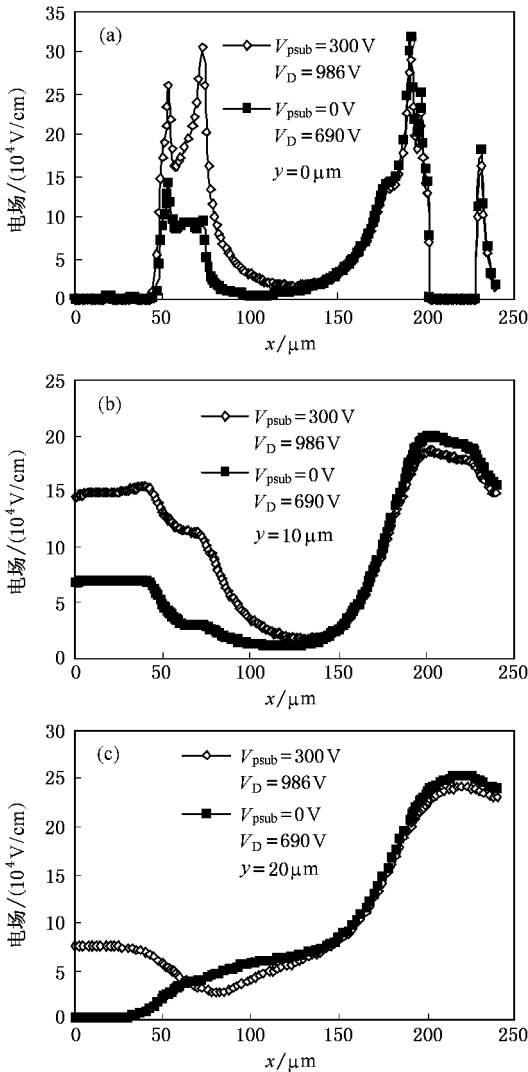 (a)
V_psub=300 V
V_D=986 V
V_psub=0 V
V_D=690 V
y=0 μm
电场/(10⁴V/cm)
35
30
25
20
15
10
5
0
0
50
100
150
200
250
x/μm
(b)
V_psub=300 V
V_D=986 V
V_psub=0 V
V_D=690 V
y=10 μm
电场/(10⁴V/cm)
25
20
15
10
5
0
0
50
100
150
200
250
x/μm
(c)
V_psub=300 V
V_D=986 V
V_psub=0 V
V_D=690 V
y=20 μm
电场/(10⁴V/cm)
30
25
20
15
10
5
0
0
50
100
150
200
250
x/μm